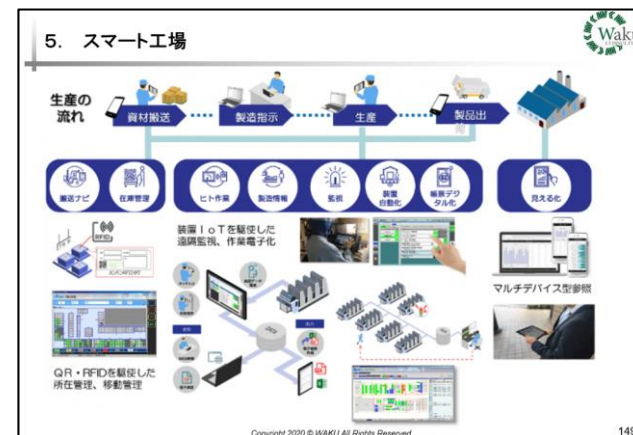 5. スマート工場
Waku
生産の
流れ
資材搬送
製造指示
生産
製品出
荷
搬送ナビ
在庫管理
ヒト作業
製造情報
監視
装置
自動化
帳票デジ
タル化
見える化
RFID
装置IoTを駆使した
遠隔監視、作業電子化
マルチデバイス型参照
QR・RFIDを駆使した
所在管理、移動管理
Copyright 2020 © WAKU All Rights Reserved
149